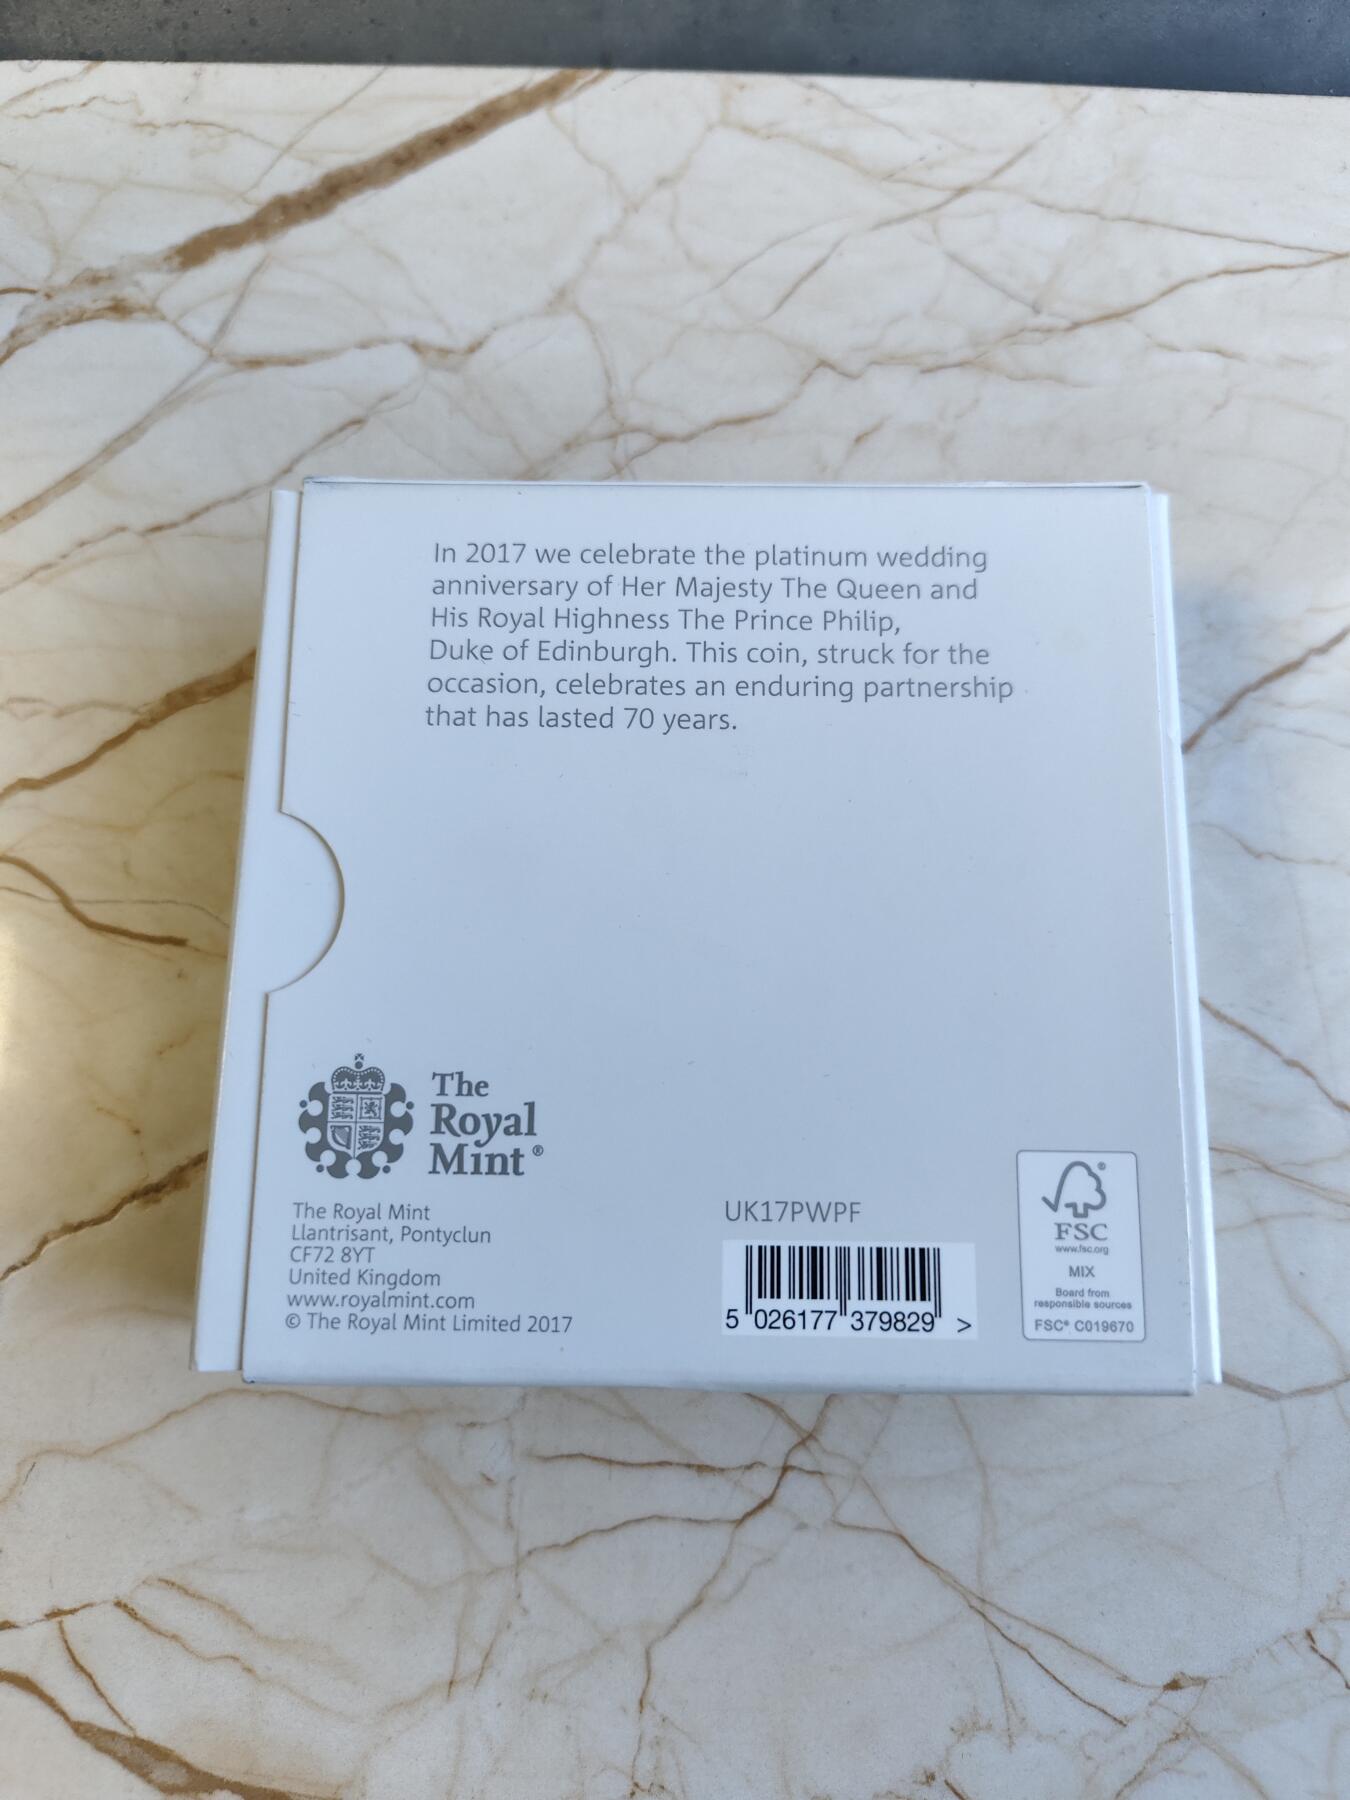 In 2017 we celebrate the platinum wedding
anniversary of Her Majesty The Queen and
His Royal Highness The Prince Philip,
Duke of Edinburgh. This coin, struck for the
occasion, celebrates an enduring partnership
that has lasted 70 years.
The
Royal
Mint®
The Royal Mint
Llantrisant, Pontyclun
CF72 8YT
United Kingdom
www.royalmint.com
© The Royal Mint Limited 2017
UK17PWPF
5 026177 379829 >
®
FSC
www.fsc.org
MIX
Board from
responsible sources
FSC® C019670